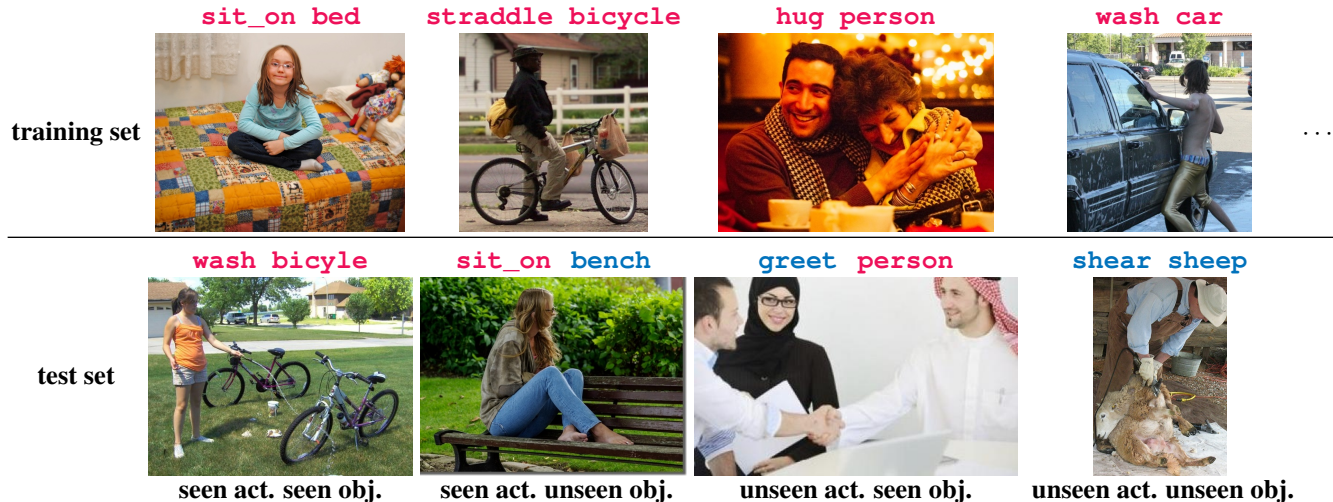 sit_on bed
straddle bicycle
hug person
wash car
training set
...
wash bicyle
sit_on bench
greet person
shear sheep
test set
seen act. seen obj.
seen act. unseen obj.
unseen act. seen obj.
unseen act. unseen obj.